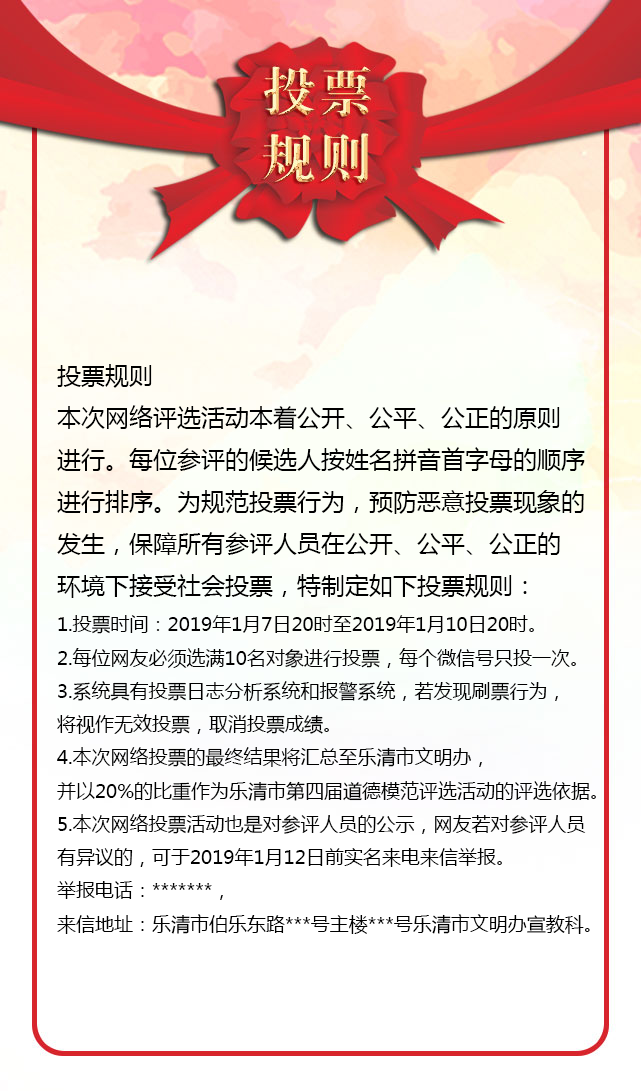 投票
规则
投票规则
本次网络评选活动本着公开、公平、公正的原则
进行。每位参评的候选人按姓名拼音首字母的顺序
进行排序。为规范投票行为，预防恶意投票现象的
发生，保障所有参评人员在公开、公平、公正的
环境下接受社会投票，特制定如下投票规则：
1.投票时间：2019年1月7日20时至2019年1月10日20时。
2.每位网友必须选满10名对象进行投票，每个微信号只投一次。
3.系统具有投票日志分析系统和报警系统，若发现刷票行为，
将视作无效投票，取消投票成绩。
4.本次网络投票的最终结果将汇总至乐清市文明办，
并以20%的比重作为乐清市第四届道德模范评选活动的评选依据。
5.本次网络投票活动也是对参评人员的公示，网友若对参评人员
有异议的，可于2019年1月12日前实名来电来信举报。
举报电话：*******，
来信地址：乐清市伯乐东路***号主楼***号乐清市文明办宣教科。